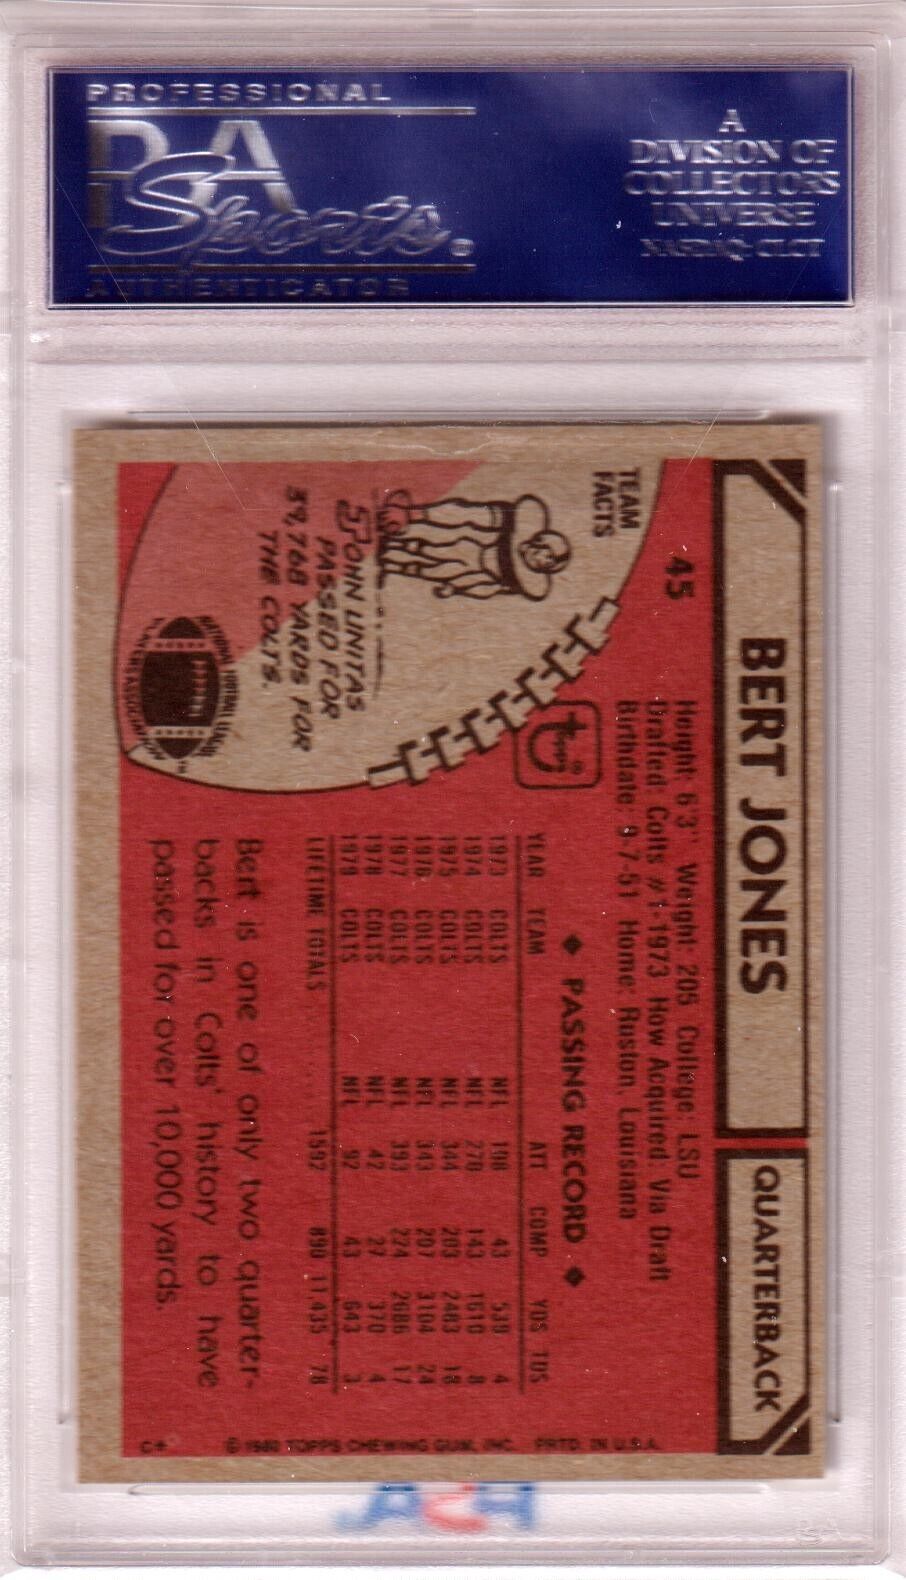 PROFESSIONAL
PSA
Sports®
AUTHENTICATOR
A
DIVISION OF
COLLECTORS
UNIVERSE
NASDAQ: CLCT
BERT JONES
QUARTERBACK
45
Height: 6'3" Weight: 205 College: LSU
Drafted: Colts #1-1973 How Acquired: Via Draft
Birthdate: 9-7-51 Home: Ruston, Louisiana
TEAM
FACTS
JOHN UNITAS
PASSED FOR
39,768 YARDS FOR
THE COLTS.
NATIONAL FOOTBALL LEAGUE
PLAYERS ASSOCIATION
™
topps®
◆ PASSING RECORD ◆
YEAR TEAM ATT COMP YDS TDS
1973 COLTS NFL 108 43 539 4
1974 COLTS NFL 270 143 1610 8
1975 COLTS NFL 344 203 2483 18
1976 COLTS NFL 343 207 3104 24
1977 COLTS NFL 393 224 2686 17
1978 COLTS NFL 42 27 370 4
1979 COLTS NFL 92 43 643 3
LIFETIME TOTALS 1592 890 11,435 78
Bert is one of only two quarter-
backs in Colts' history to have
passed for over 10,000 yards.
C* © 1980 TOPPS CHEWING GUM, INC. PRTD. IN U.S.A.